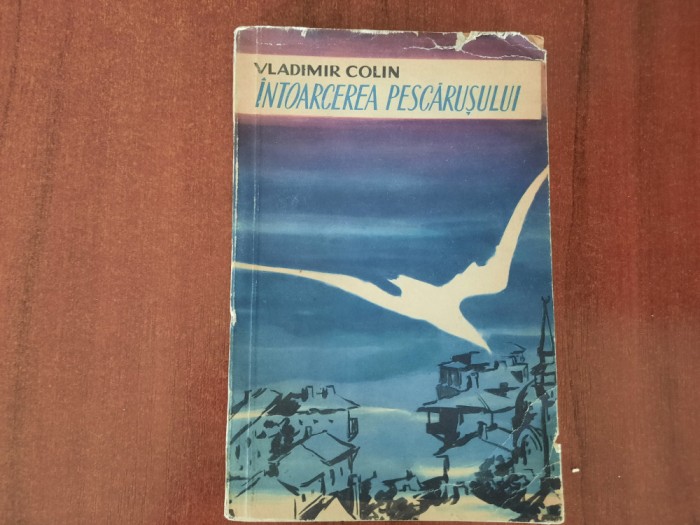 VLADIMIR COLIN
ÎNTOARCEREA PESCĂRUȘULUI